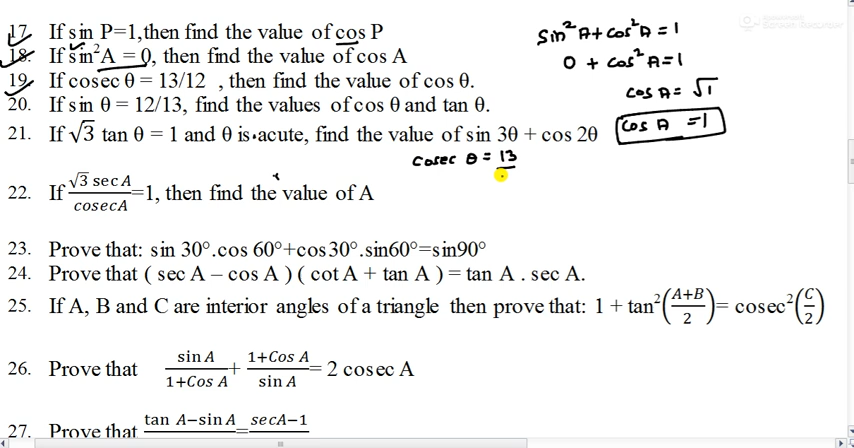 17. If sin P=1,then find the value of cos P
18. If sin²A = 0, then find the value of cos A
19. If cosec θ = 13/12 , then find the value of cos θ.
20. If sin θ = 12/13, find the values of cos θ and tan θ.
21. If √3 tan θ = 1 and θ is acute, find the value of sin 3θ + cos 2θ
sin²A + cos²A = 1
0 + cos²A = 1
cos A = √1
cos A = 1
cosec θ = 13
22. If √3 secA/cosecA=1, then find the value of A
23. Prove that: sin 30°.cos 60°+cos30°.sin60°=sin90°
24. Prove that ( sec A – cos A ) ( cot A + tan A ) = tan A . sec A.
25. If A, B and C are interior angles of a triangle then prove that: 1 + tan²((A+B)/2)= cosec²(C/2)
26. Prove that sin A/(1+Cos A) + (1+Cos A)/sin A = 2 cosec A
27. Prove that tan A−sin A = secA−1